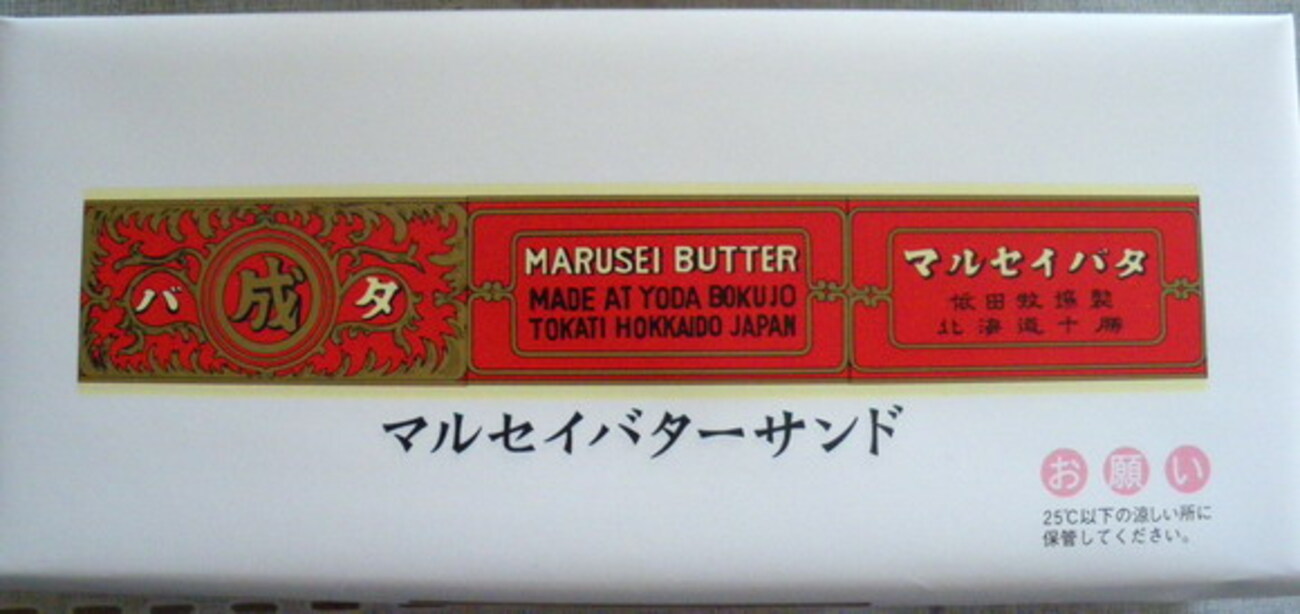 バ 成 タ
MARUSEI BUTTER
MADE AT YODA BOKUJO
TOKATI HOKKAIDO JAPAN
マルセイバタ
依田牧塲製
北海道十勝
マルセイバターサンド
お願い
25℃以下の涼しい所に
保管してください。